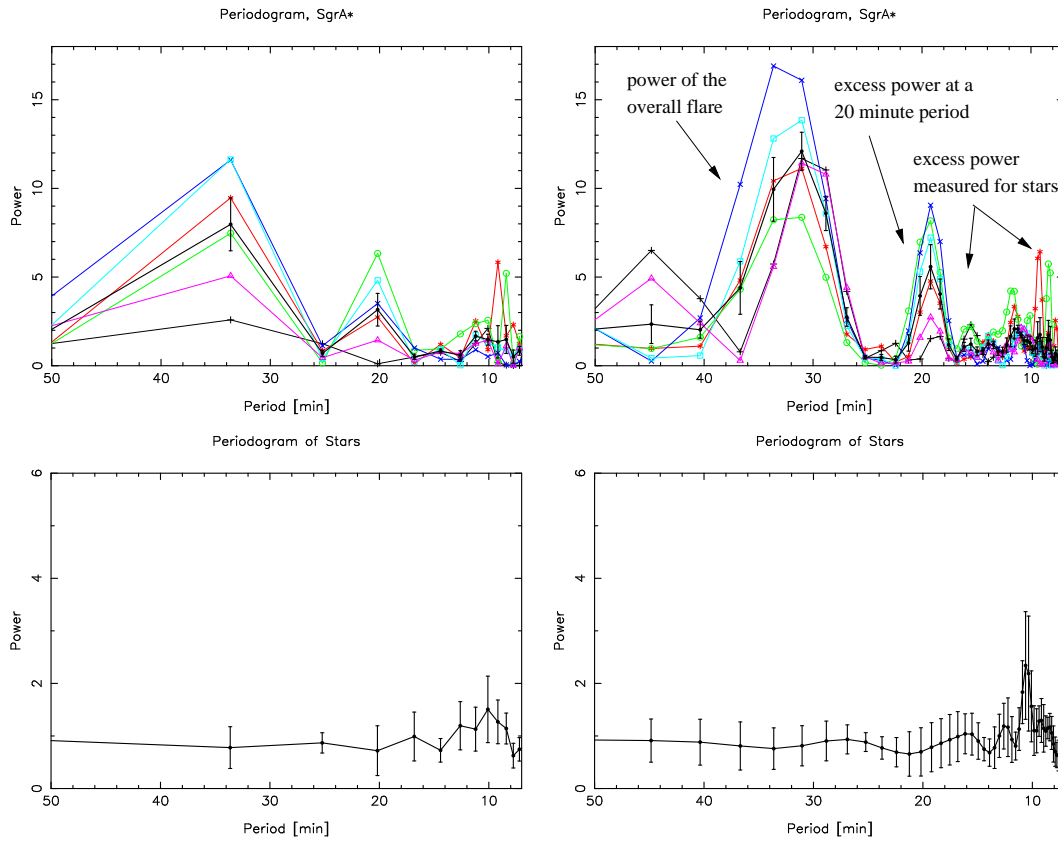 Periodogram, SgrA*
Power
0
5
10
15
50
40
30
20
10
Period [min]
Periodogram, SgrA*
power of the
overall flare
excess power at a
20 minute period
excess power
measured for stars
Power
0
5
10
15
50
40
30
20
10
Period [min]
Periodogram of Stars
Power
0
2
4
6
50
40
30
20
10
Period [min]
Periodogram of Stars
Power
0
2
4
6
50
40
30
20
10
Period [min]